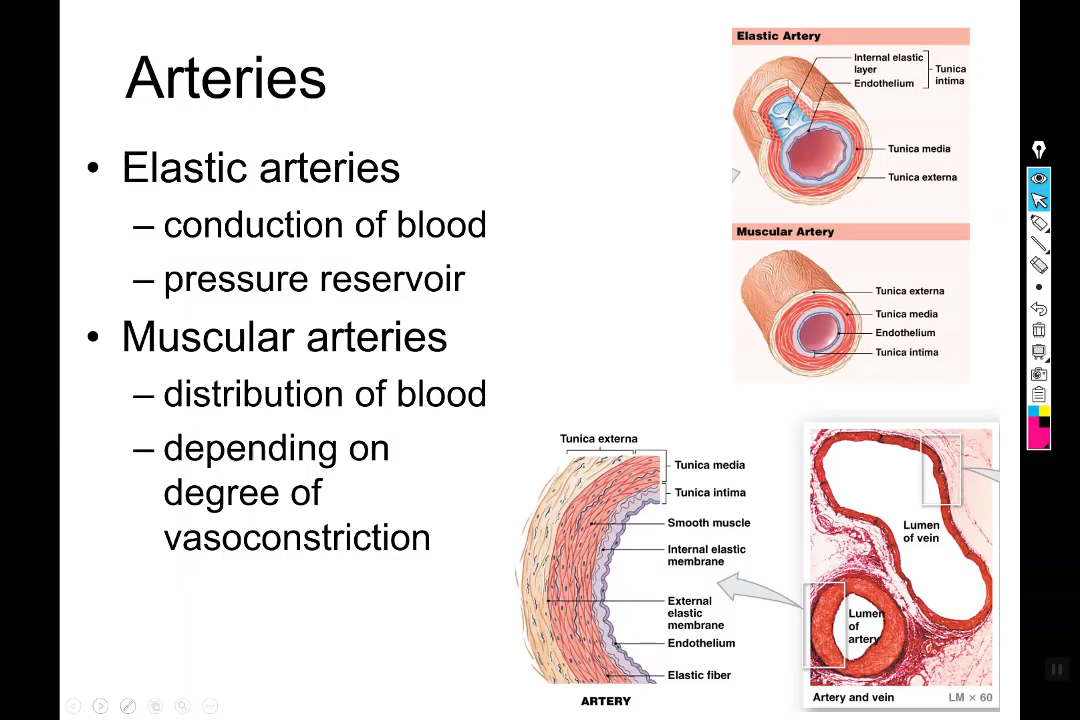 Arteries
• Elastic arteries
– conduction of blood
– pressure reservoir
• Muscular arteries
– distribution of blood
– depending on
degree of
vasoconstriction
Elastic Artery
Internal elastic
layer
Endothelium
Tunica
intima
Tunica media
Tunica externa
Muscular Artery
Tunica externa
Tunica media
Endothelium
Tunica intima
Tunica externa
Tunica media
Tunica intima
Smooth muscle
Internal elastic
membrane
External
elastic
membrane
Endothelium
Elastic fiber
ARTERY
Lumen
of vein
Lumen
of
artery
Artery and vein
LM × 60